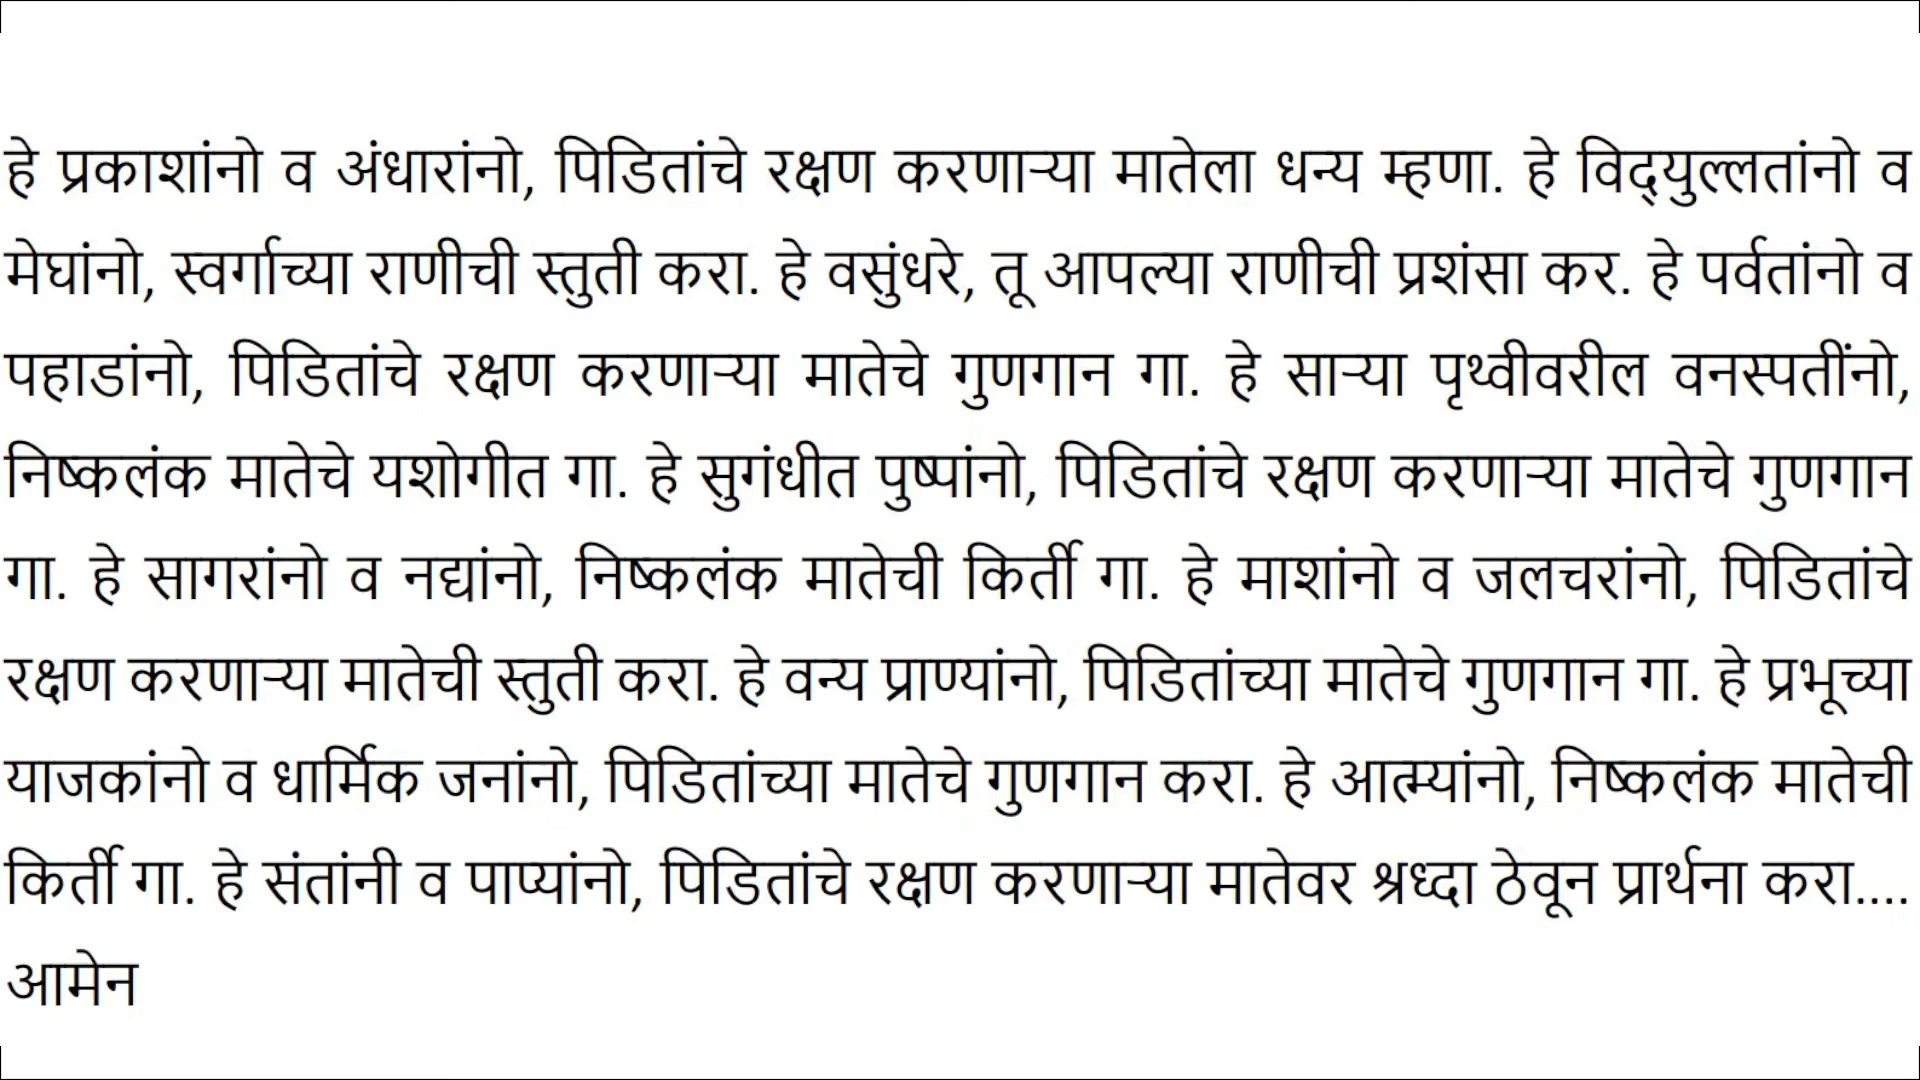 हे प्रकाशांनो व अंधारांनो, पिडितांचे रक्षण करणाऱ्या मातेला धन्य म्हणा. हे विद्‌युल्लतांनो व
मेघांनो, स्वर्गाच्या राणीची स्तुती करा. हे वसुंधरे, तू आपल्या राणीची प्रशंसा कर. हे पर्वतांनो व
पहाडांनो, पिडितांचे रक्षण करणाऱ्या मातेचे गुणगान गा. हे साऱ्या पृथ्वीवरील वनस्पतींनो,
निष्कलंक मातेचे यशोगीत गा. हे सुगंधीत पुष्पांनो, पिडितांचे रक्षण करणाऱ्या मातेचे गुणगान
गा. हे सागरांनो व नद्यांनो, निष्कलंक मातेची किर्ती गा. हे माशांनो व जलचरांनो, पिडितांचे
रक्षण करणाऱ्या मातेची स्तुती करा. हे वन्य प्राण्यांनो, पिडितांच्या मातेचे गुणगान गा. हे प्रभूच्या
याजकांनो व धार्मिक जनांनो, पिडितांच्या मातेचे गुणगान करा. हे आत्म्यांनो, निष्कलंक मातेची
किर्ती गा. हे संतांनी व पाप्यांनो, पिडितांचे रक्षण करणाऱ्या मातेवर श्रध्दा ठेवून प्रार्थना करा....
आमेन